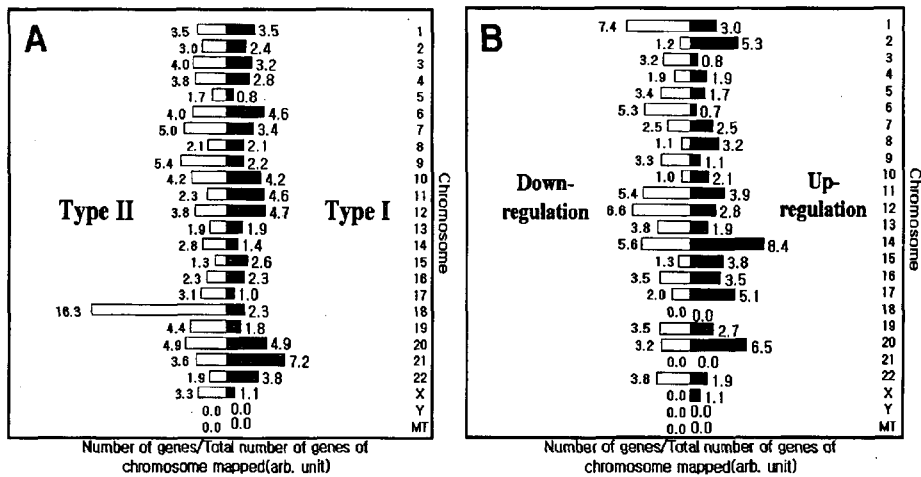 A
3.5 3.5 1
3.0 2.4 2
4.0 3.2 3
3.8 2.8 4
1.7 0.8 5
4.0 4.6 6
5.0 3.4 7
2.1 2.1 8
5.4 2.2 9
4.2 4.2 10
2.3 4.6 11
3.8 4.7 12
1.9 1.9 13
2.8 1.4 14
1.3 2.6 15
2.3 2.3 16
3.1 1.0 17
16.3 2.3 18
4.4 1.8 19
4.9 4.9 20
3.6 7.2 21
1.9 3.8 22
3.3 1.1 X
0.0 0.0 Y
0.0 0.0 MT
Type II
Type I
Chromosome
Number of genes/Total number of genes of
chromosome mapped(arb. unit)
B
7.4 3.0 1
1.2 5.3 2
3.2 0.8 3
1.9 1.9 4
3.4 1.7 5
5.3 0.7 6
2.5 2.5 7
1.1 3.2 8
3.3 1.1 9
1.0 2.1 10
5.4 3.9 11
6.6 2.8 12
3.8 1.9 13
5.6 8.4 14
1.3 3.8 15
3.5 3.5 16
2.0 5.1 17
0.0 0.0 18
3.5 2.7 19
3.2 6.5 20
0.0 0.0 21
3.8 1.9 22
0.0 1.1 X
0.0 0.0 Y
0.0 0.0 MT
Down-
regulation
Up-
regulation
Chromosome
Number of genes/Total number of genes of
chromosome mapped(arb. unit)